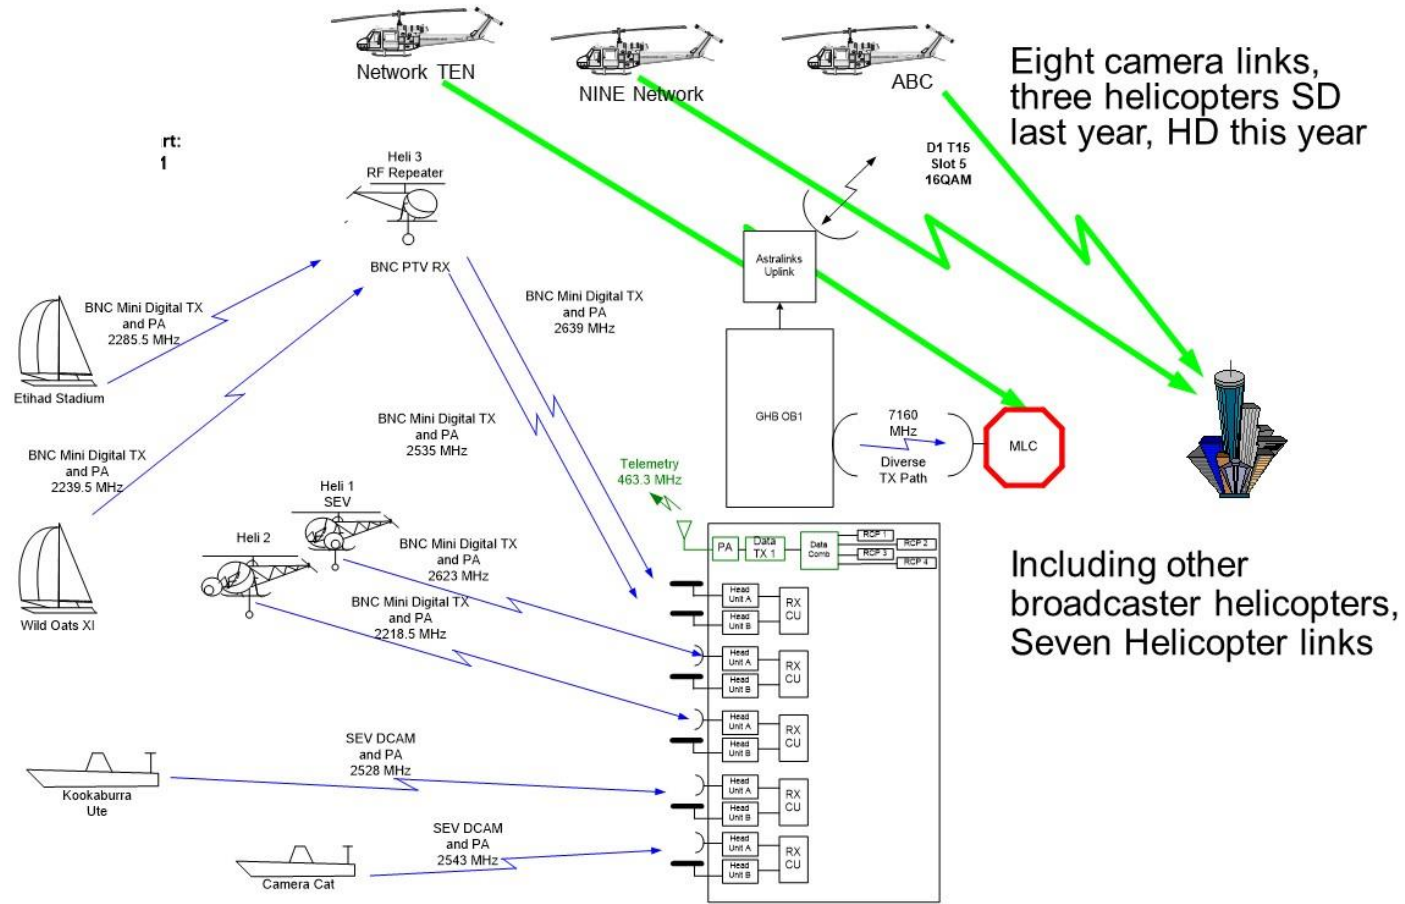 Network TEN
NINE Network
ABC
Eight camera links,
three helicopters SD
last year, HD this year
rt:
1
Heli 3
RF Repeater
BNC PTV RX
D1 T15
Slot 5
16QAM
Astralinks
Uplink
BNC Mini Digital TX
and PA
2285.5 MHz
BNC Mini Digital TX
and PA
2639 MHz
Etihad Stadium
BNC Mini Digital TX
and PA
2535 MHz
GHB OB1
7160
MHz
Diverse
TX Path
MLC
BNC Mini Digital TX
and PA
2239.5 MHz
Telemetry
463.3 MHz
Heli 1
SEV
Heli 2
BNC Mini Digital TX
and PA
2623 MHz
BNC Mini Digital TX
and PA
2218.5 MHz
Wild Oats XI
PA
Data
TX 1
Data
Comb
RCP 1
RCP 2
RCP 3
RCP 4
Head
Unit A
Head
Unit B
RX
CU
Head
Unit A
Head
Unit B
RX
CU
Head
Unit A
Head
Unit B
RX
CU
Head
Unit A
Head
Unit B
RX
CU
Head
Unit A
Head
Unit B
RX
CU
Including other
broadcaster helicopters,
Seven Helicopter links
SEV DCAM
and PA
2528 MHz
Kookaburra
Ute
SEV DCAM
and PA
2543 MHz
Camera Cat